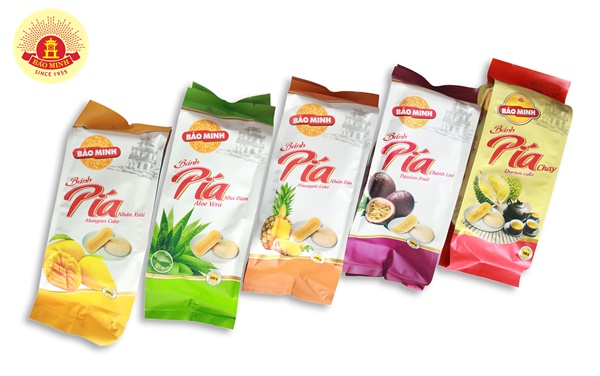 BẢO MINH
SINCE 1955
BẢO MINH
Bánh
Pía
Nhân Xoài
Mangoes Cake
BẢO MINH
Bánh
Pía
Nha Đam
Aloe Vera
BẢO MINH
Bánh
Pía
Nhân Dứa
Pineapple Cake
BẢO MINH
Bánh
Pía
Chanh Leo
Passion Fruit
BẢO MINH
Bánh
Pía
Chay
Durian cake